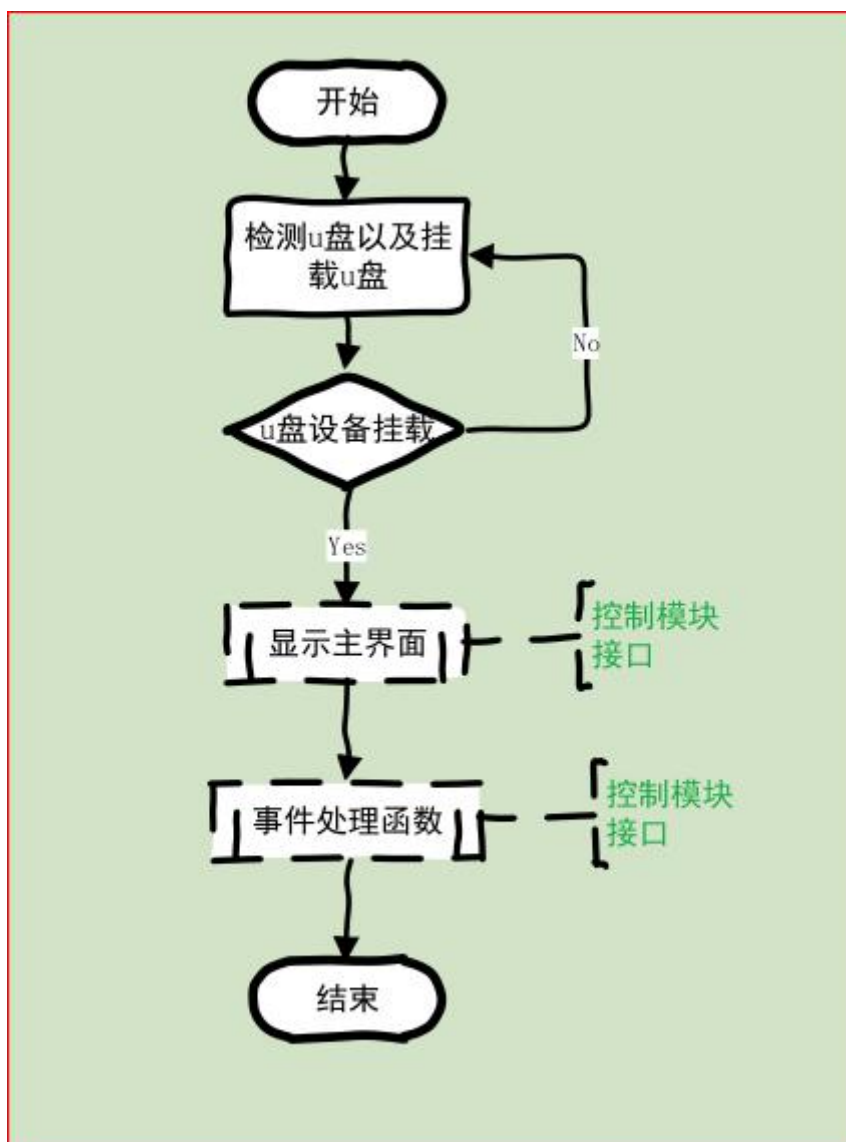 开始
检测u盘以及挂
载u盘
No
u盘设备挂载
Yes
显示主界面
控制模块
接口
事件处理函数
控制模块
接口
结束